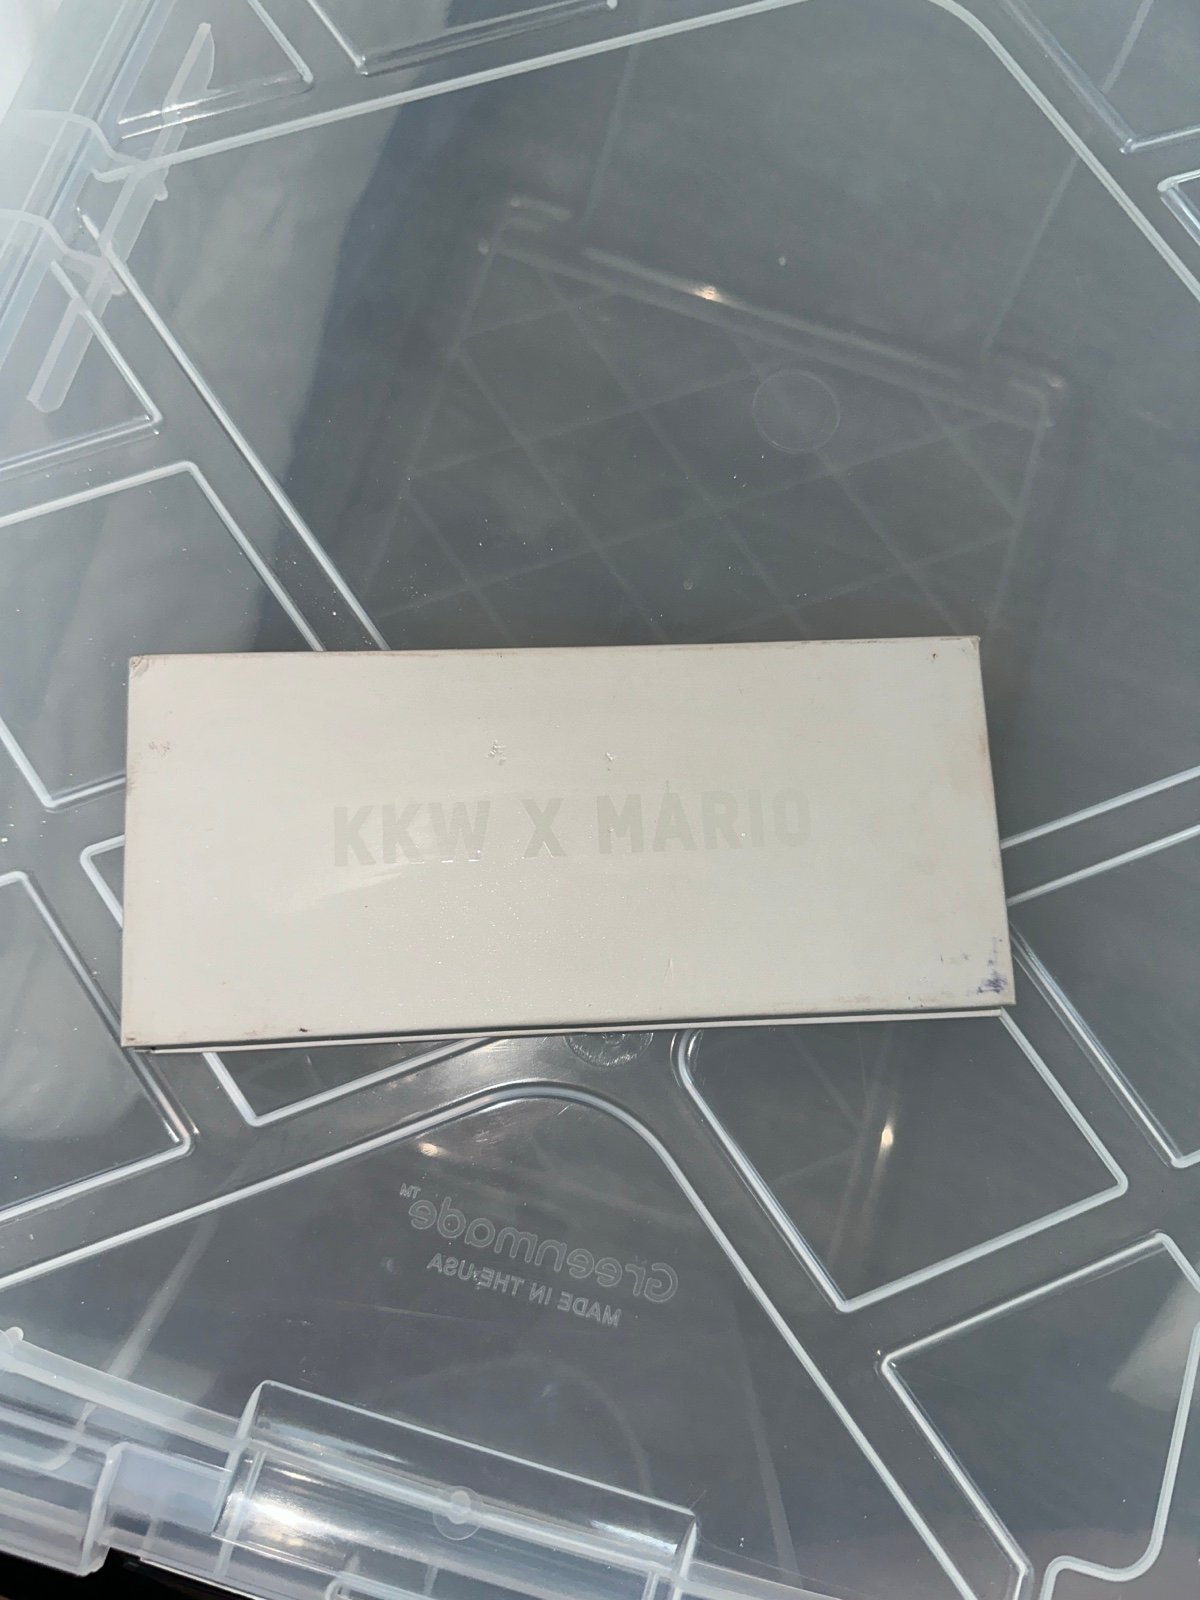 KKW X MARIO
Greenmade™
MADE IN THE USA